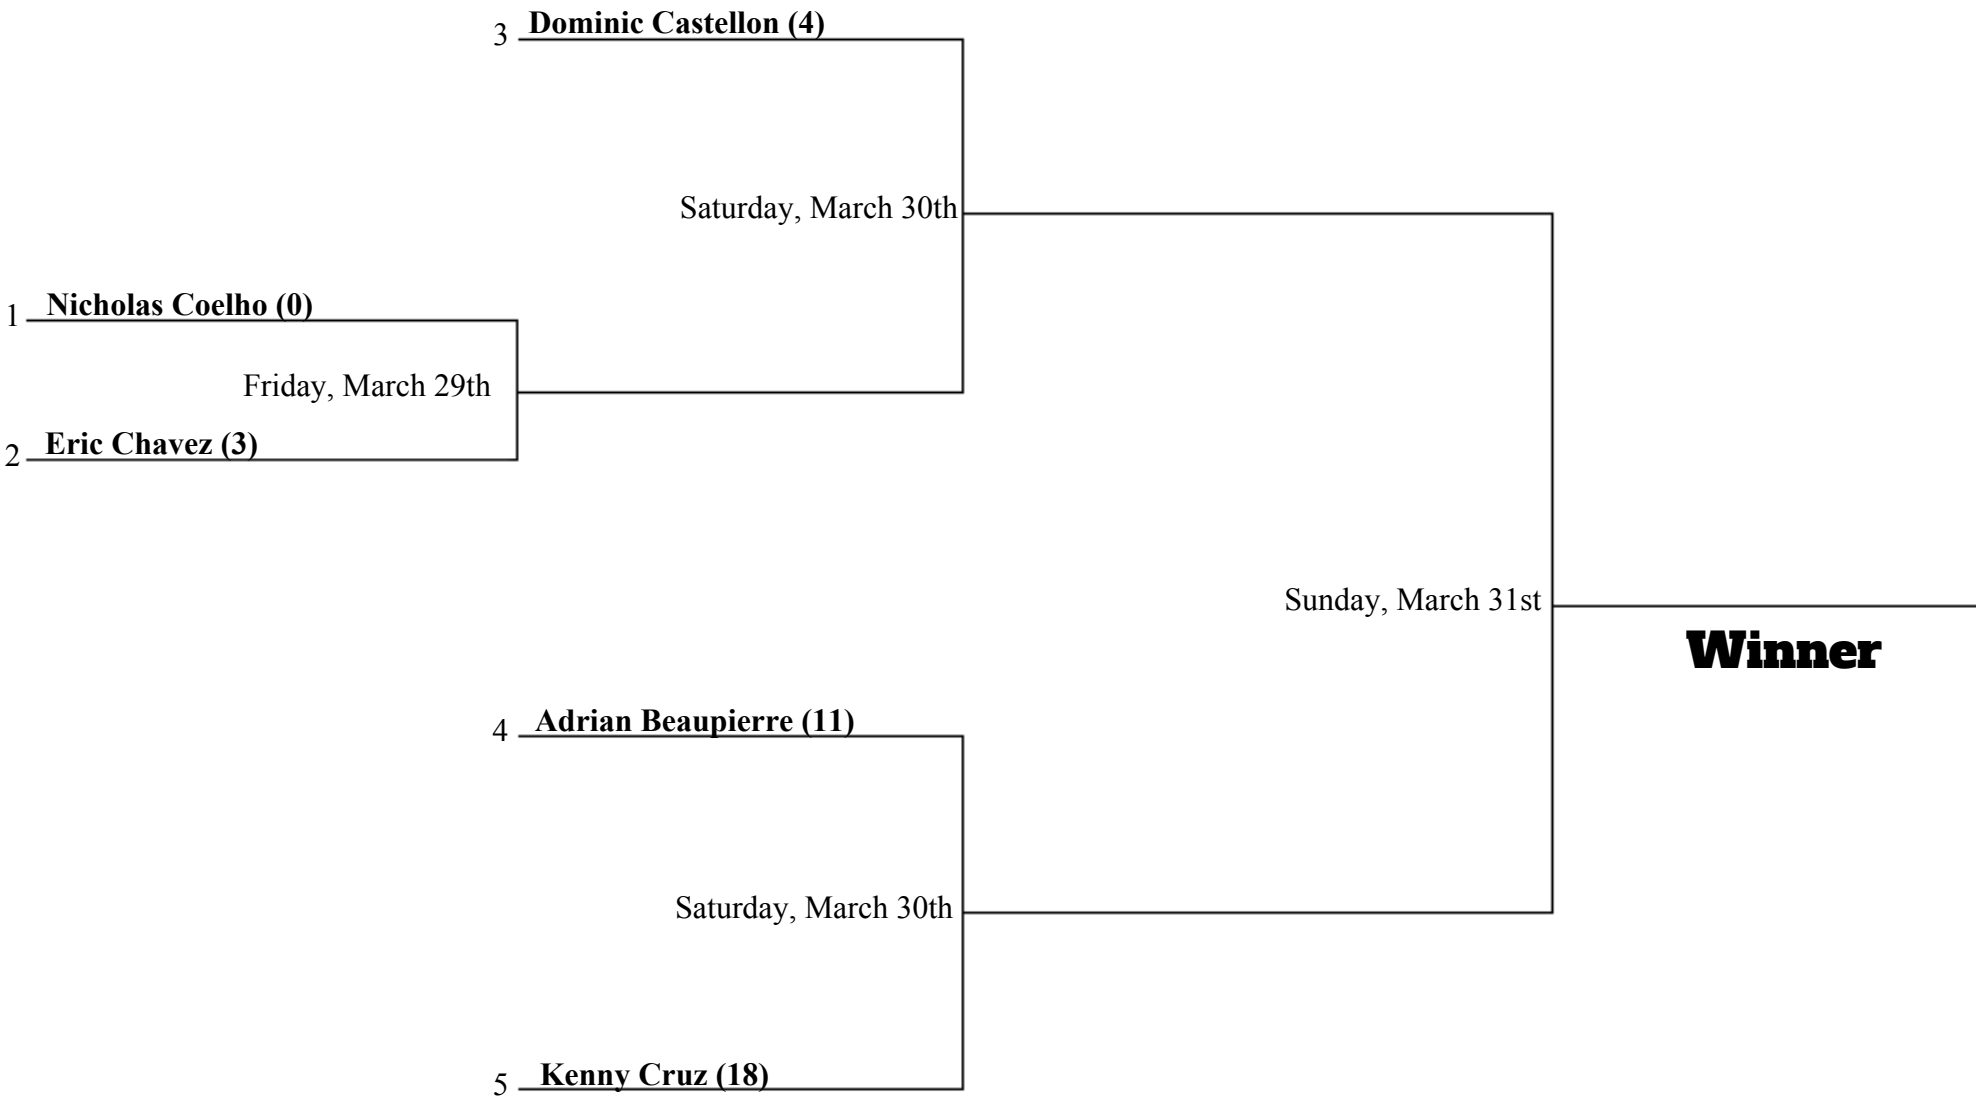 3 Dominic Castellon (4)
Saturday, March 30th
1 Nicholas Coelho (0)
Friday, March 29th
2 Eric Chavez (3)
Sunday, March 31st
Winner
4 Adrian Beaupierre (11)
Saturday, March 30th
5 Kenny Cruz (18)